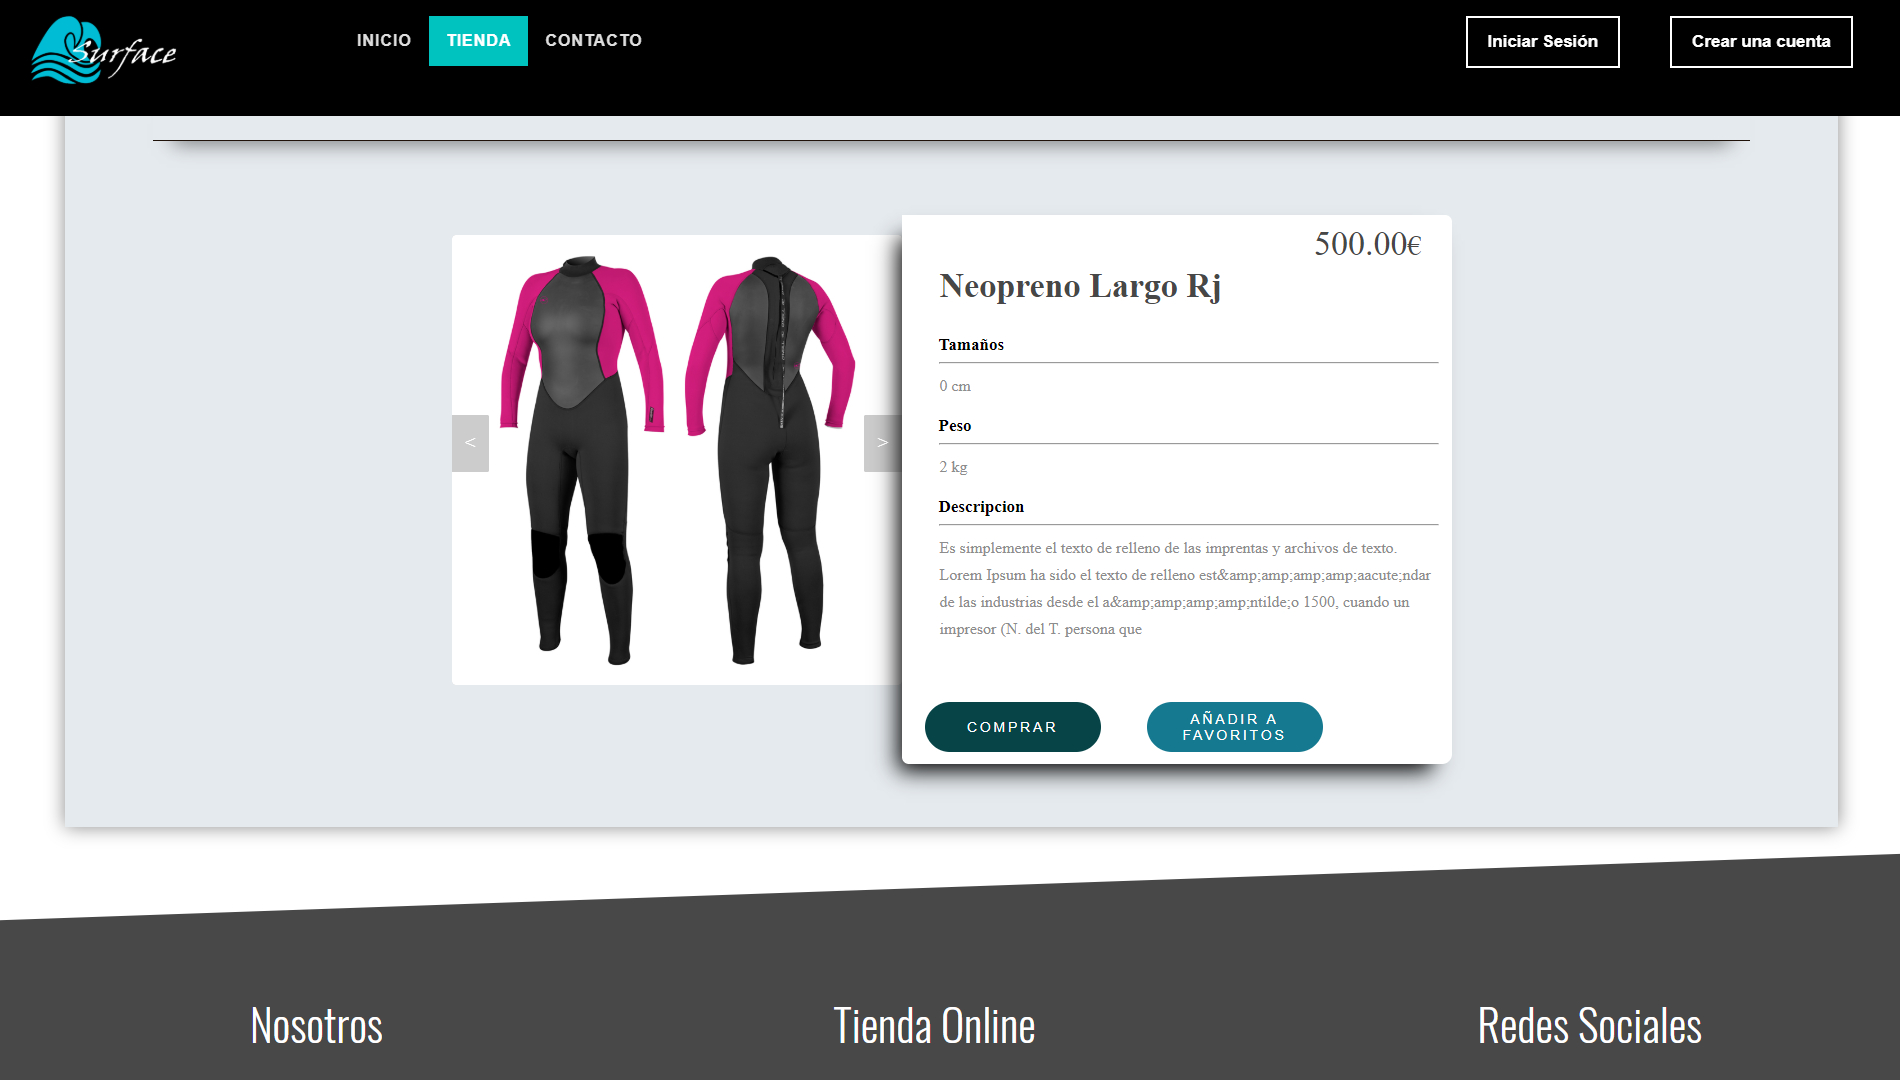 Surface
INICIO
TIENDA
CONTACTO
Iniciar Sesión
Crear una cuenta
<
>
500.00€
Neopreno Largo Rj
Tamaños
0 cm
Peso
2 kg
Descripcion
Es simplemente el texto de relleno de las imprentas y archivos de texto.
Lorem Ipsum ha sido el texto de relleno est&amp;amp;amp;amp;aacute;ndar
de las industrias desde el a&amp;amp;amp;amp;ntilde;o 1500, cuando un
impresor (N. del T. persona que
COMPRAR
AÑADIR A
FAVORITOS
Nosotros
Tienda Online
Redes Sociales